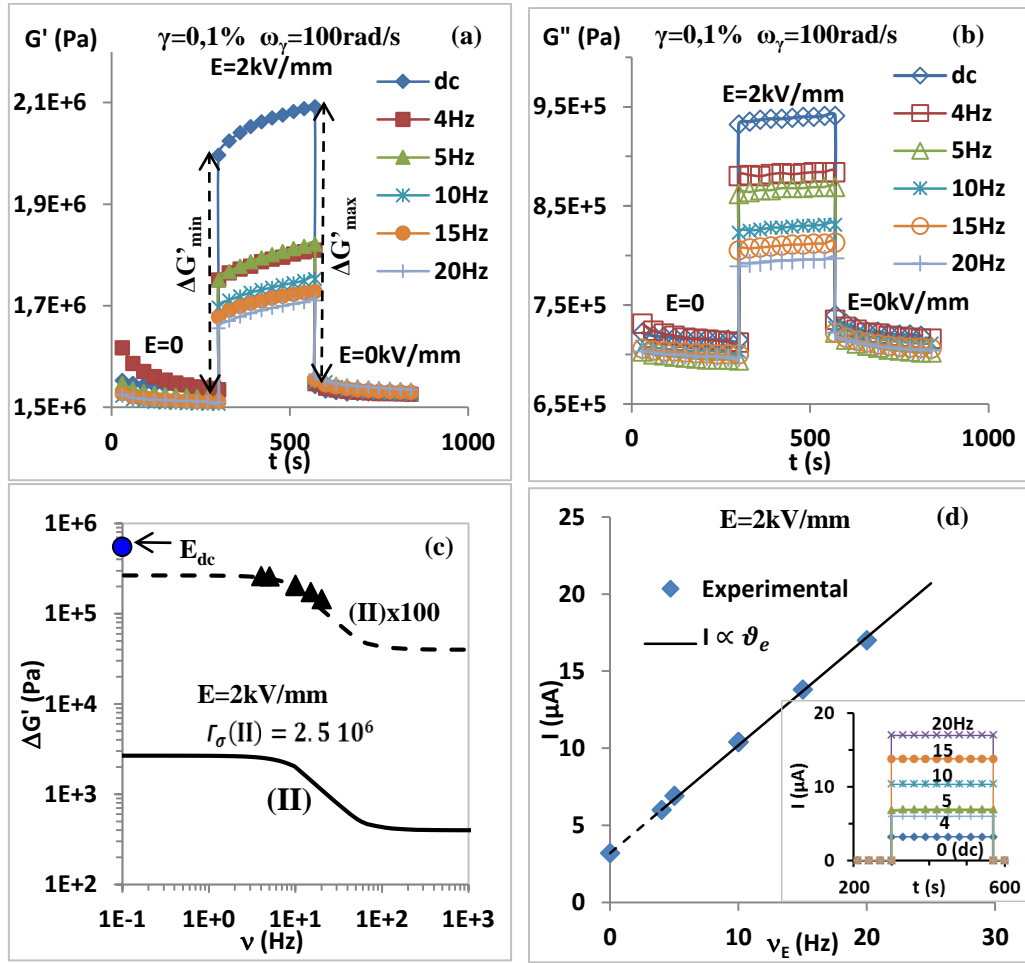 G' (Pa)
γ=0,1% ω_γ=100rad/s
(a)
E=2kV/mm
dc
4Hz
5Hz
10Hz
15Hz
20Hz
2,1E+6
1,9E+6
1,7E+6
1,5E+6
ΔG'min
ΔG'max
E=0
E=0kV/mm
0
500
1000
t (s)
G" (Pa)
γ=0,1% ω_γ=100rad/s
(b)
E=2kV/mm
dc
4Hz
5Hz
10Hz
15Hz
20Hz
9,5E+5
8,5E+5
7,5E+5
6,5E+5
E=0
E=0kV/mm
0
500
1000
t (s)
ΔG' (Pa)
1E+6
1E+5
1E+4
1E+3
1E+2
(c)
E_dc
(II)x100
E=2kV/mm
Γ_σ(II) = 2.5 10^6
(II)
1E-1
1E+0
1E+1
1E+2
1E+3
ν (Hz)
I (µA)
25
20
15
10
5
0
E=2kV/mm
(d)
Experimental
I ∝ ϑ_e
0
10
20
30
ν_E (Hz)
I (µA)
20
10
0
20Hz
15
10
5
4
0 (dc)
200
t (s)
600